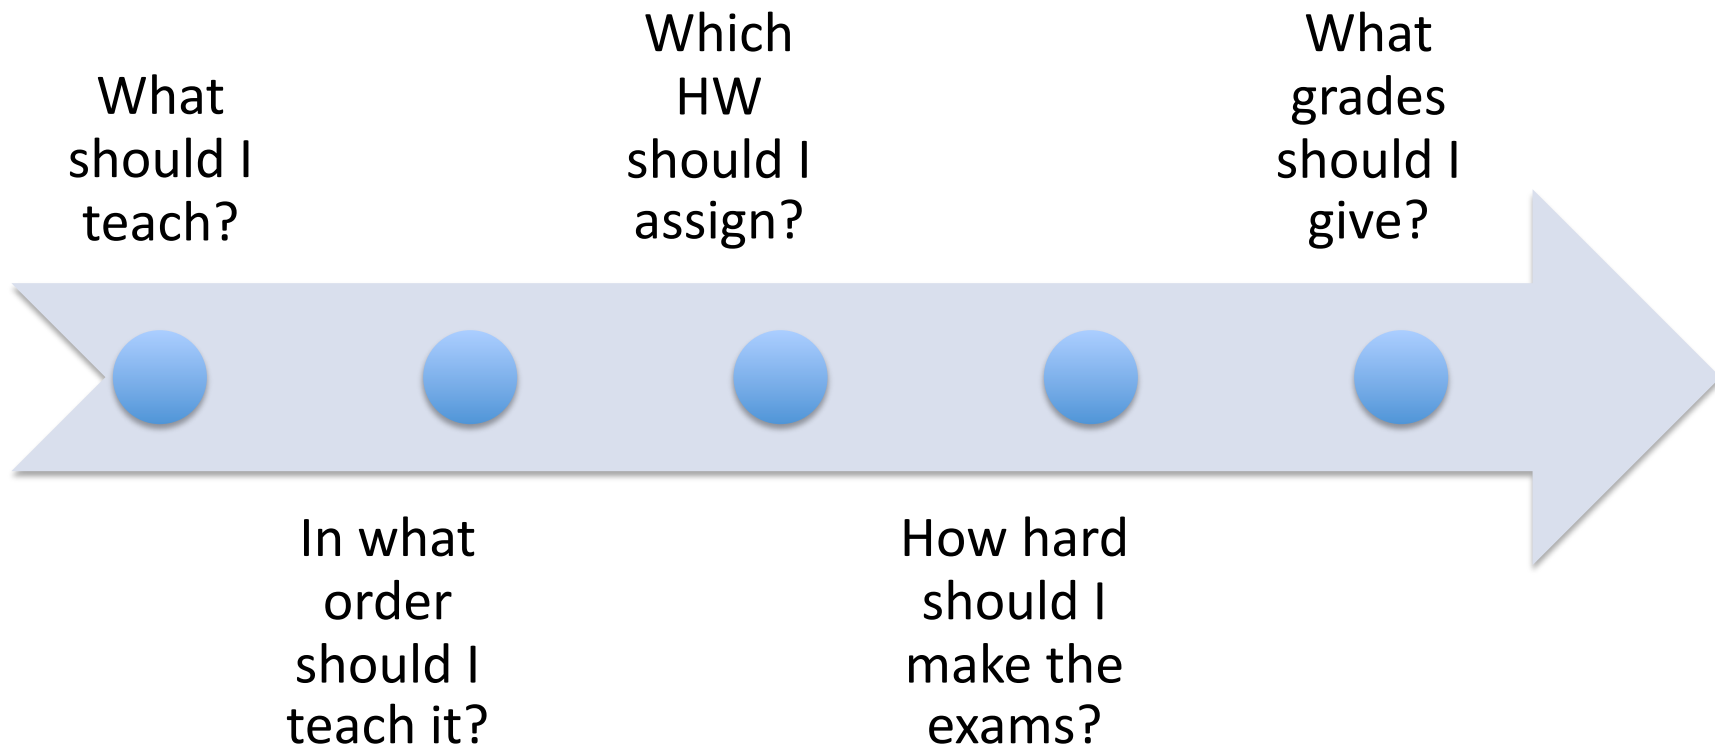 What
should I
teach?
In what
order
should I
teach it?
Which
HW
should I
assign?
How hard
should I
make the
exams?
What
grades
should I
give?